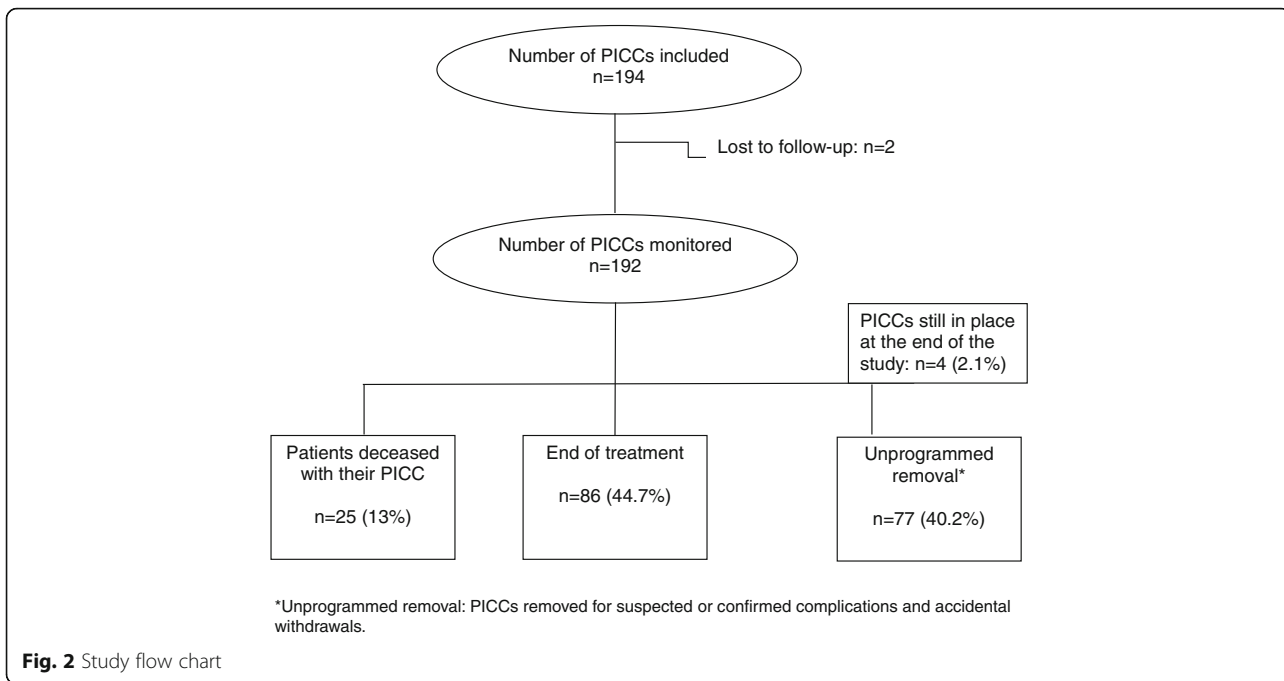 Number of PICCs included
n=194
Lost to follow-up: n=2
Number of PICCs monitored
n=192
PICCs still in place
at the end of the
study: n=4 (2.1%)
Patients deceased
with their PICC
n=25 (13%)
End of treatment
n=86 (44.7%)
Unprogrammed
removal*
n=77 (40.2%)
*Unprogrammed removal: PICCs removed for suspected or confirmed complications and accidental
withdrawals.
Fig. 2 Study flow chart